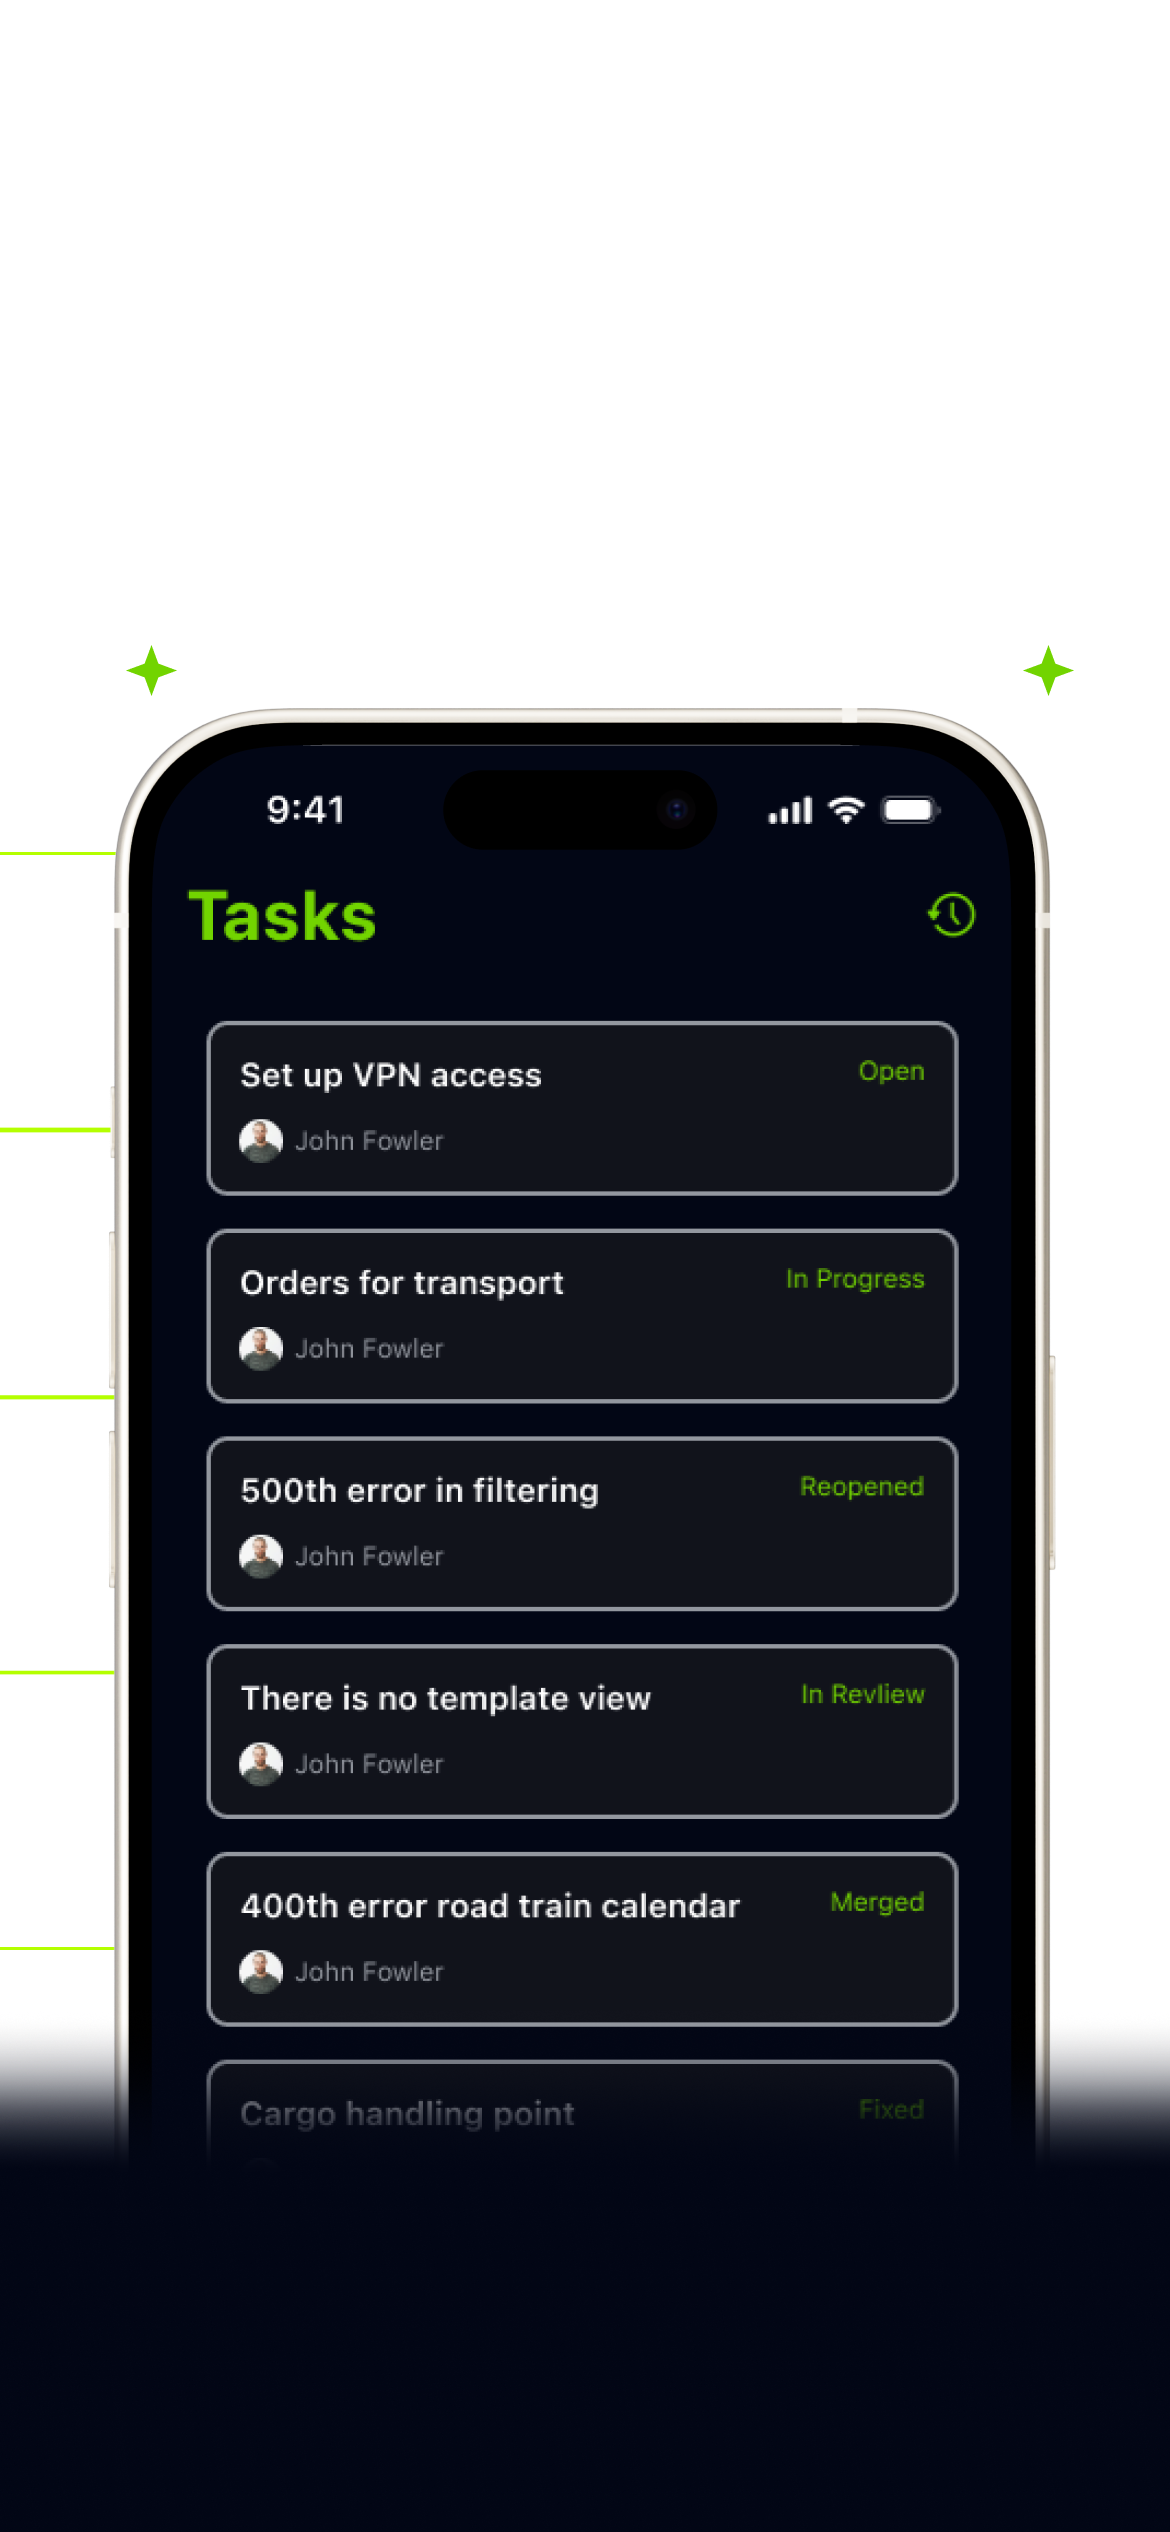 9:41
Tasks
Set up VPN access
Open
John Fowler
Orders for transport
In Progress
John Fowler
500th error in filtering
Reopened
John Fowler
There is no template view
In Revliew
John Fowler
400th error road train calendar
Merged
John Fowler
Cargo handling point
Fixed